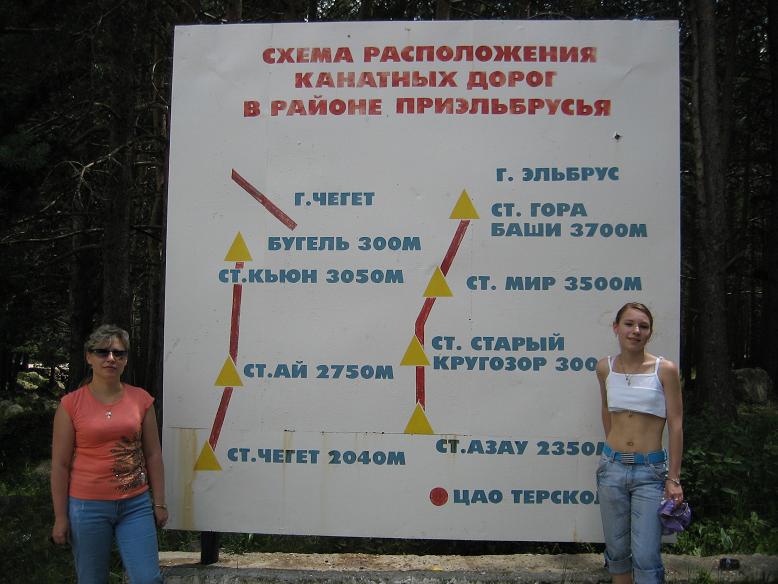 СХЕМА РАСПОЛОЖЕНИЯ
КАНАТНЫХ ДОРОГ
В РАЙОНЕ ПРИЭЛЬБРУСЬЯ
Г.ЧЕГЕТ
БУГЕЛЬ 300М
СТ.КЬЮН 3050М
СТ.АЙ 2750М
СТ.ЧЕГЕТ 2040М
Г. ЭЛЬБРУС
СТ. ГОРА
БАШИ 3700М
СТ. МИР 3500М
СТ. СТАРЫЙ
КРУГОЗОР
СТ.АЗАУ 2350М
ЦАО